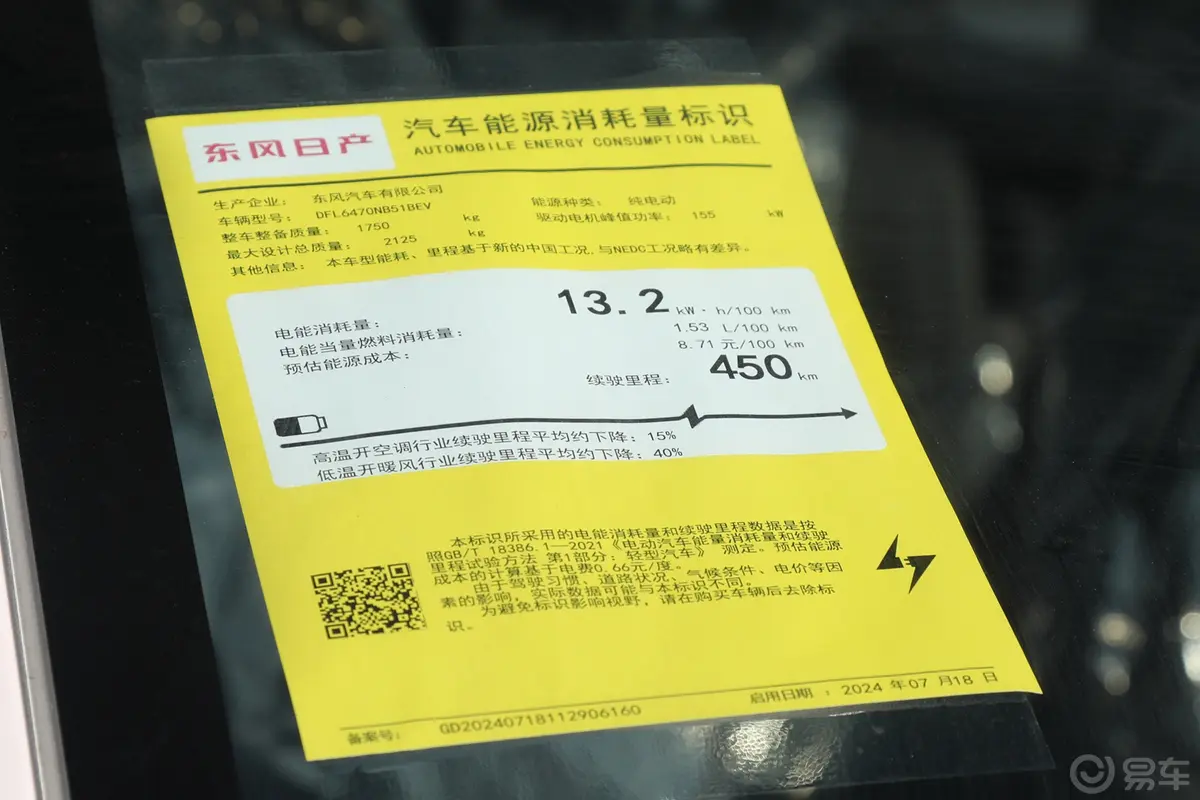 东风日产
汽车能源消耗量标识
AUTOMOBILE ENERGY CONSUMPTION LABEL
生产企业: 东风汽车有限公司
能源种类: 纯电动
车辆型号: DFL6470NB51BEV
驱动电机峰值功率: 155 kW
整车整备质量: 1750 kg
最大设计总质量: 2125 kg
其他信息: 本车型能耗、里程基于新的中国工况,与NEDC工况略有差异。
电能消耗量: 13.2 kW·h/100 km
电能当量燃料消耗量: 1.53 L/100 km
预估能源成本: 8.71 元/100 km
续驶里程: 450 km
高温开空调行业续驶里程平均约下降: 15%
低温开暖风行业续驶里程平均约下降: 40%
本标识所采用的电能消耗量和续驶里程数据是按
照GB/T 18386.1—2021《电动汽车能量消耗量和续驶
里程试验方法 第1部分: 轻型汽车》 测定。预估能源
成本的计算基于电费0.66元/度。
由于驾驶习惯、道路状况、气候条件、电价等因
素的影响, 实际数据可能与本标识不同。
为避免标识影响视野, 请在购买车辆后去除标
识。
备案号: GD20240718112906160
启用日期 : 2024 年07 月18 日
易车